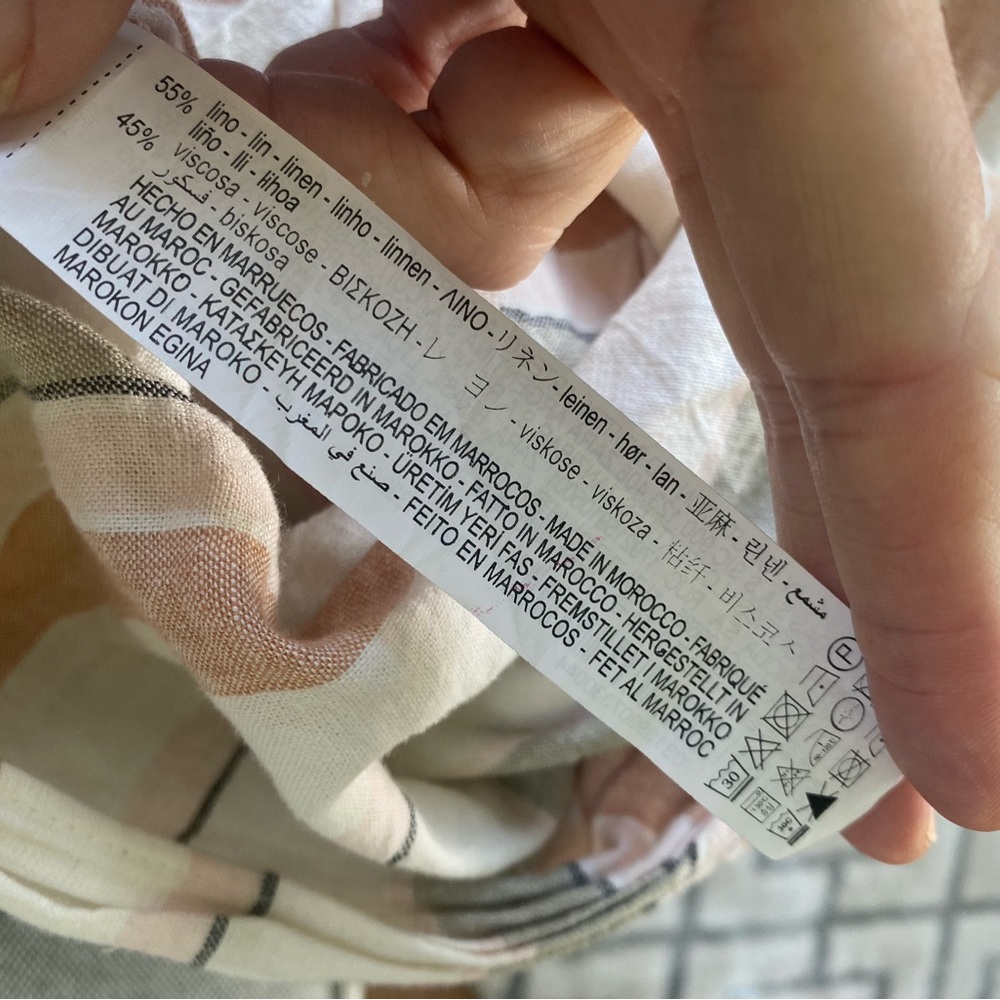 55% lino - lin - linen - linho - linnen - ΛΙΝΟ - リネン - leinen - hør - lan - 亚麻 - 린넨 - مشمع
liño - lli - lihoa
45% viscosa - viscose - ΒΙΣΚΟΖΗ - レ ヨン - viskose - viskoza - 粘纤 - 비스코스
فسكور - biskosa
HECHO EN MARRUECOS - FABRICADO EM MARROCOS - MADE IN MOROCCO - FABRIQUÉ
AU MAROC - GEFABRICEERD IN MAROKKO - FATTO IN MAROCCO - HERGESTELLT IN
MAROKKO - ΚΑΤΑΣΚΕΥΗ ΜΑΡΟΚΟ - ÜRETİM YERİ FAS - FREMSTILLET I MAROKKO
DIBUAT DI MAROKO - صنع في المغرب - FEITO EN MARROCOS - FET AL MARROC
MAROKON EGINA
P
30